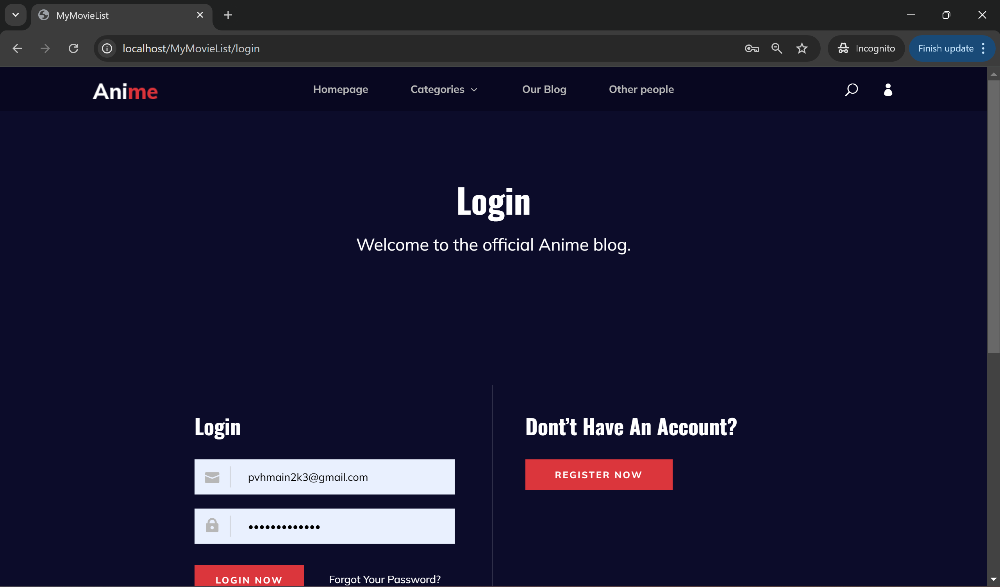 MyMovieList
localhost/MyMovieList/login
Incognito
Finish update
Anime
Homepage
Categories
Our Blog
Other people
Login
Welcome to the official Anime blog.
Login
pvhmain2k3@gmail.com
•••••••••••••
LOGIN NOW
Forgot Your Password?
Dont't Have An Account?
REGISTER NOW